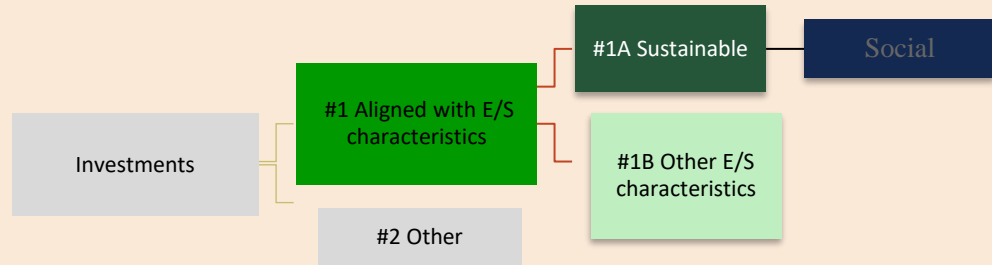 #1A Sustainable
Social
#1 Aligned with E/S
characteristics
Investments
#1B Other E/S
characteristics
#2 Other